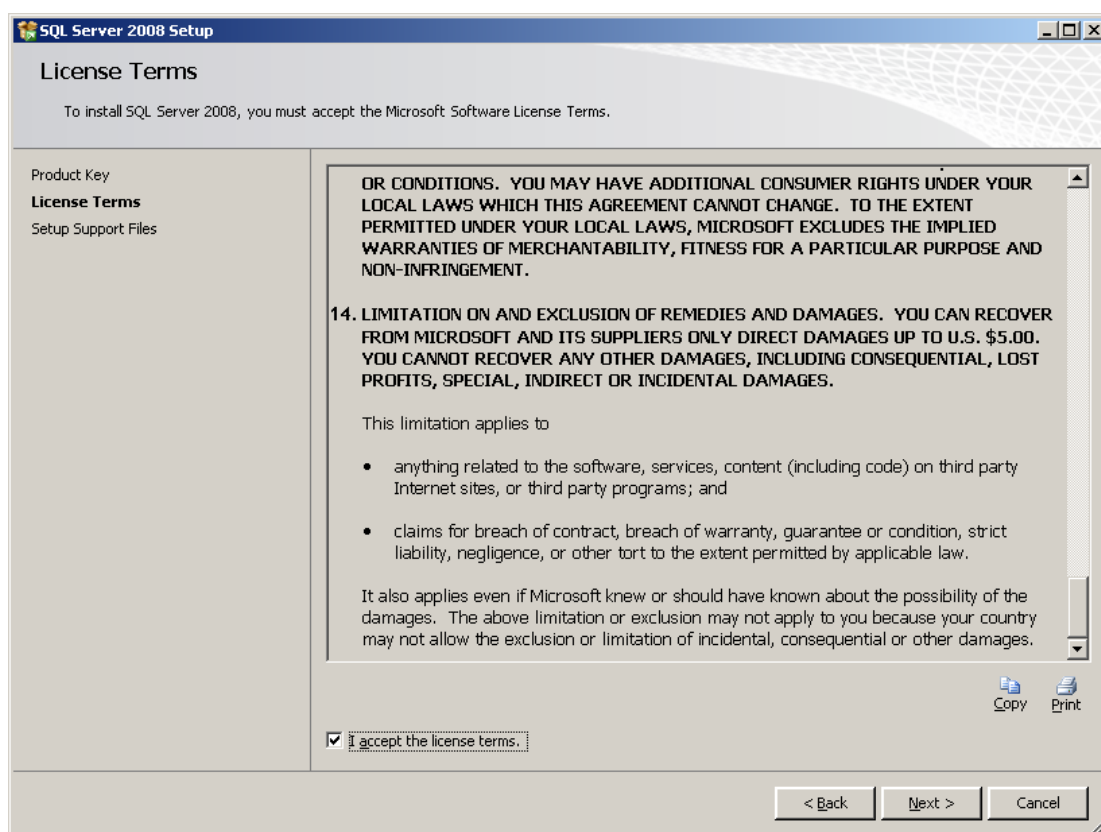 SQL Server 2008 Setup
License Terms
To install SQL Server 2008, you must accept the Microsoft Software License Terms.
Product Key
License Terms
Setup Support Files
OR CONDITIONS.  YOU MAY HAVE ADDITIONAL CONSUMER RIGHTS UNDER YOUR
LOCAL LAWS WHICH THIS AGREEMENT CANNOT CHANGE.  TO THE EXTENT
PERMITTED UNDER YOUR LOCAL LAWS, MICROSOFT EXCLUDES THE IMPLIED
WARRANTIES OF MERCHANTABILITY, FITNESS FOR A PARTICULAR PURPOSE AND
NON-INFRINGEMENT.
14. LIMITATION ON AND EXCLUSION OF REMEDIES AND DAMAGES.  YOU CAN RECOVER
FROM MICROSOFT AND ITS SUPPLIERS ONLY DIRECT DAMAGES UP TO U.S. $5.00.
YOU CANNOT RECOVER ANY OTHER DAMAGES, INCLUDING CONSEQUENTIAL, LOST
PROFITS, SPECIAL, INDIRECT OR INCIDENTAL DAMAGES.
This limitation applies to
• anything related to the software, services, content (including code) on third party
Internet sites, or third party programs; and
• claims for breach of contract, breach of warranty, guarantee or condition, strict
liability, negligence, or other tort to the extent permitted by applicable law.
It also applies even if Microsoft knew or should have known about the possibility of the
damages.  The above limitation or exclusion may not apply to you because your country
may not allow the exclusion or limitation of incidental, consequential or other damages.
Copy Print
I accept the license terms.
< Back Next > Cancel